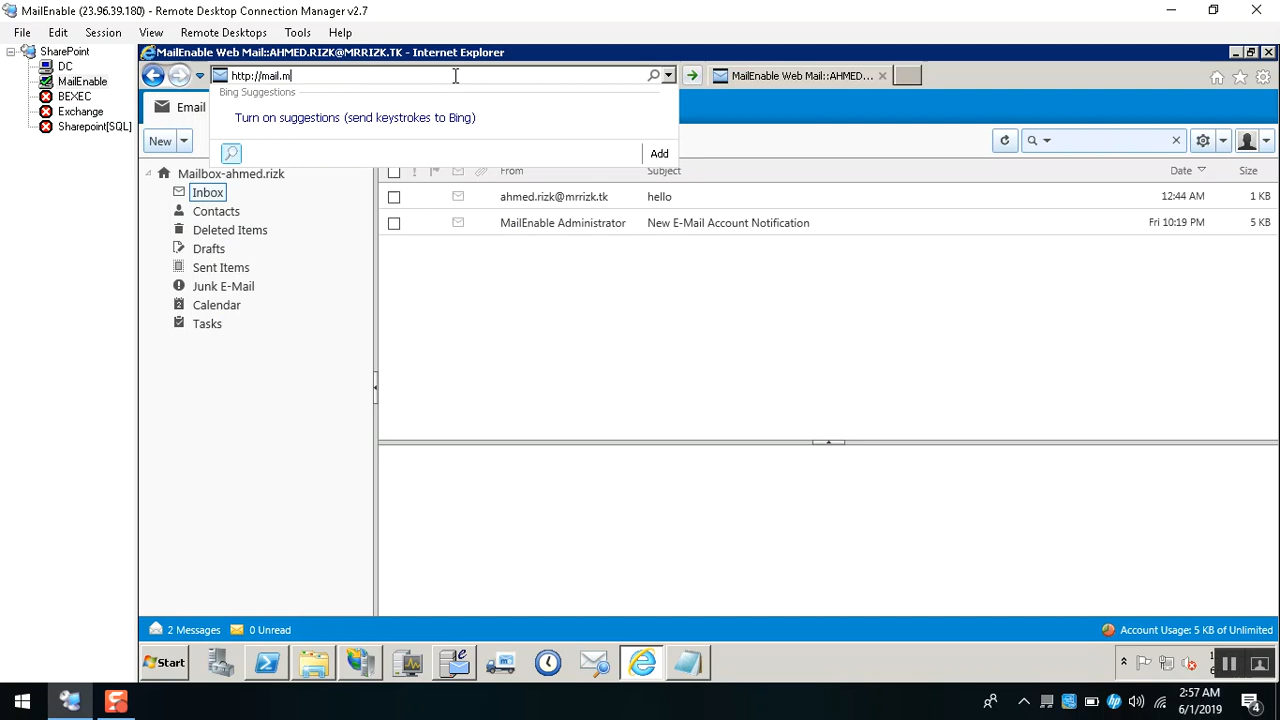 MailEnable (23.96.39.180) - Remote Desktop Connection Manager v2.7
File Edit Session View Remote Desktops Tools Help
SharePoint
DC
MailEnable
BEXEC
Exchange
Sharepoint[SQL]
MailEnable Web Mail::AHMED.RIZK@MRRIZK.TK - Internet Explorer
http://mail.m
MailEnable Web Mail::AHMED...
Bing Suggestions
Turn on suggestions (send keystrokes to Bing)
Add
Email
New
Mailbox-ahmed.rizk
Inbox
Contacts
Deleted Items
Drafts
Sent Items
Junk E-Mail
Calendar
Tasks
From Subject Date Size
ahmed.rizk@mrrizk.tk hello 12:44 AM 1 KB
MailEnable Administrator New E-Mail Account Notification Fri 10:19 PM 5 KB
2 Messages 0 Unread Account Usage: 5 KB of Unlimited
Start
2:57 AM
6/1/2019
4